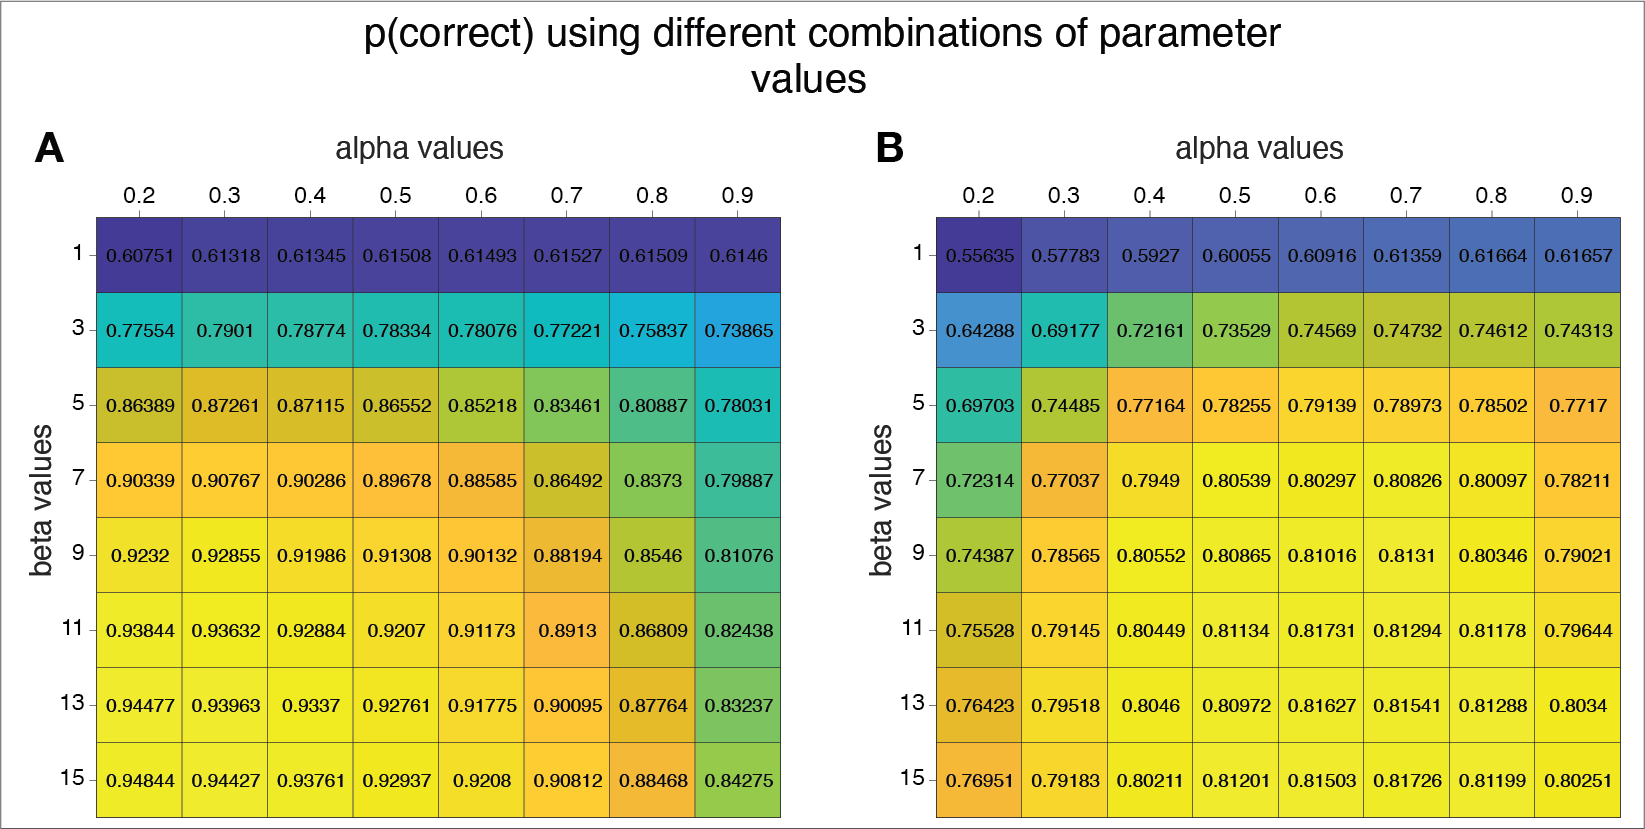 p(correct) using different combinations of parameter
values
A
alpha values
0.2 0.3 0.4 0.5 0.6 0.7 0.8 0.9
beta values
1 0.60751 0.61318 0.61345 0.61508 0.61493 0.61527 0.61509 0.6146
3 0.77554 0.7901 0.78774 0.78334 0.78076 0.77221 0.75837 0.73865
5 0.86389 0.87261 0.87115 0.86552 0.85218 0.83461 0.80887 0.78031
7 0.90339 0.90767 0.90286 0.89678 0.88585 0.86492 0.8373 0.79887
9 0.9232 0.92855 0.91986 0.91308 0.90132 0.88194 0.8546 0.81076
11 0.93844 0.93632 0.92884 0.9207 0.91173 0.8913 0.86809 0.82438
13 0.94477 0.93963 0.9337 0.92761 0.91775 0.90095 0.87764 0.83237
15 0.94844 0.94427 0.93761 0.92937 0.9208 0.90812 0.88468 0.84275
B
alpha values
0.2 0.3 0.4 0.5 0.6 0.7 0.8 0.9
beta values
1 0.55635 0.57783 0.5927 0.60055 0.60916 0.61359 0.61664 0.61657
3 0.64288 0.69177 0.72161 0.73529 0.74569 0.74732 0.74612 0.74313
5 0.69703 0.74485 0.77164 0.78255 0.79139 0.78973 0.78502 0.7717
7 0.72314 0.77037 0.7949 0.80539 0.80297 0.80826 0.80097 0.78211
9 0.74387 0.78565 0.80552 0.80865 0.81016 0.8131 0.80346 0.79021
11 0.75528 0.79145 0.80449 0.81134 0.81731 0.81294 0.81178 0.79644
13 0.76423 0.79518 0.8046 0.80972 0.81627 0.81541 0.81288 0.8034
15 0.76951 0.79183 0.80211 0.81201 0.81503 0.81726 0.81199 0.80251